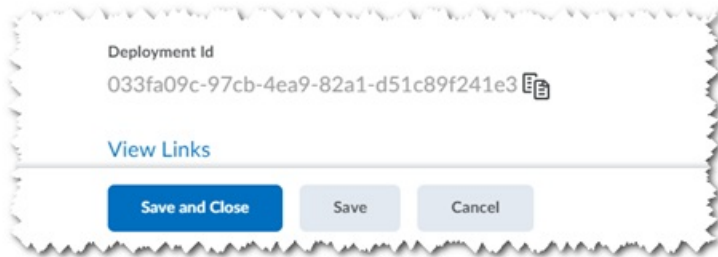 Deployment Id
033fa09c-97cb-4ea9-82a1-d51c89f241e3
View Links
Save and Close Save Cancel